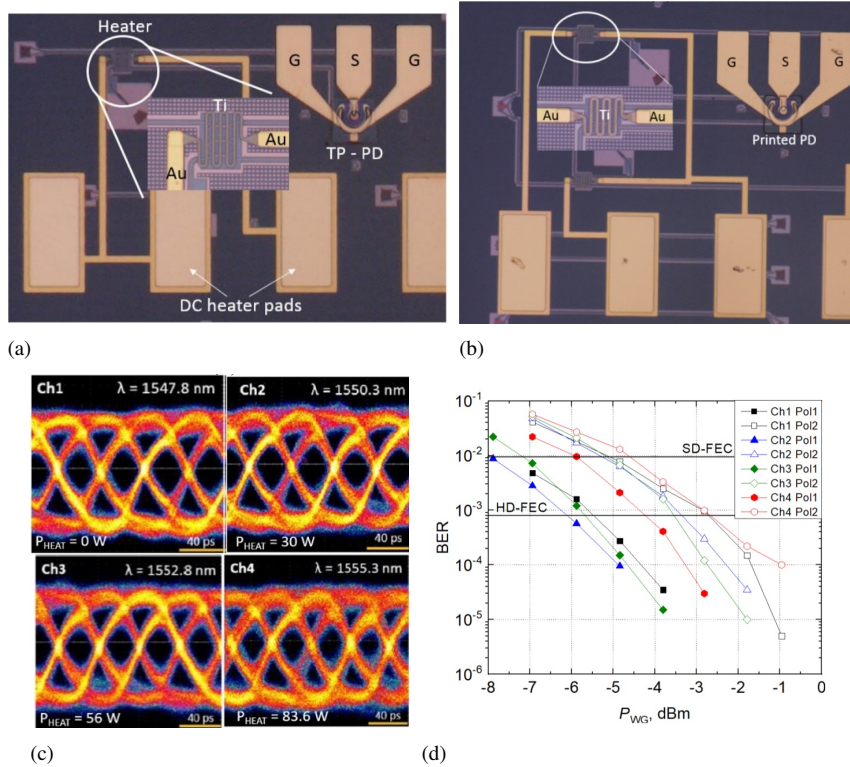 Heater
G S G
Ti
Au
Au
TP - PD
DC heater pads
(a)
G S G
Ti
Au
Au
Printed PD
(b)
Ch1 λ = 1547.8 nm
P_HEAT = 0 W 40 ps
Ch2 λ = 1550.3 nm
P_HEAT = 30 W 40 ps
Ch3 λ = 1552.8 nm
P_HEAT = 56 W 40 ps
Ch4 λ = 1555.3 nm
P_HEAT = 83.6 W 40 ps
(c)
BER
10^-1
10^-2
10^-3
10^-4
10^-5
10^-6
SD-FEC
HD-FEC
Ch1 Pol1
Ch1 Pol2
Ch2 Pol1
Ch2 Pol2
Ch3 Pol1
Ch3 Pol2
Ch4 Pol1
Ch4 Pol2
-8 -7 -6 -5 -4 -3 -2 -1 0
P_WG, dBm
(d)